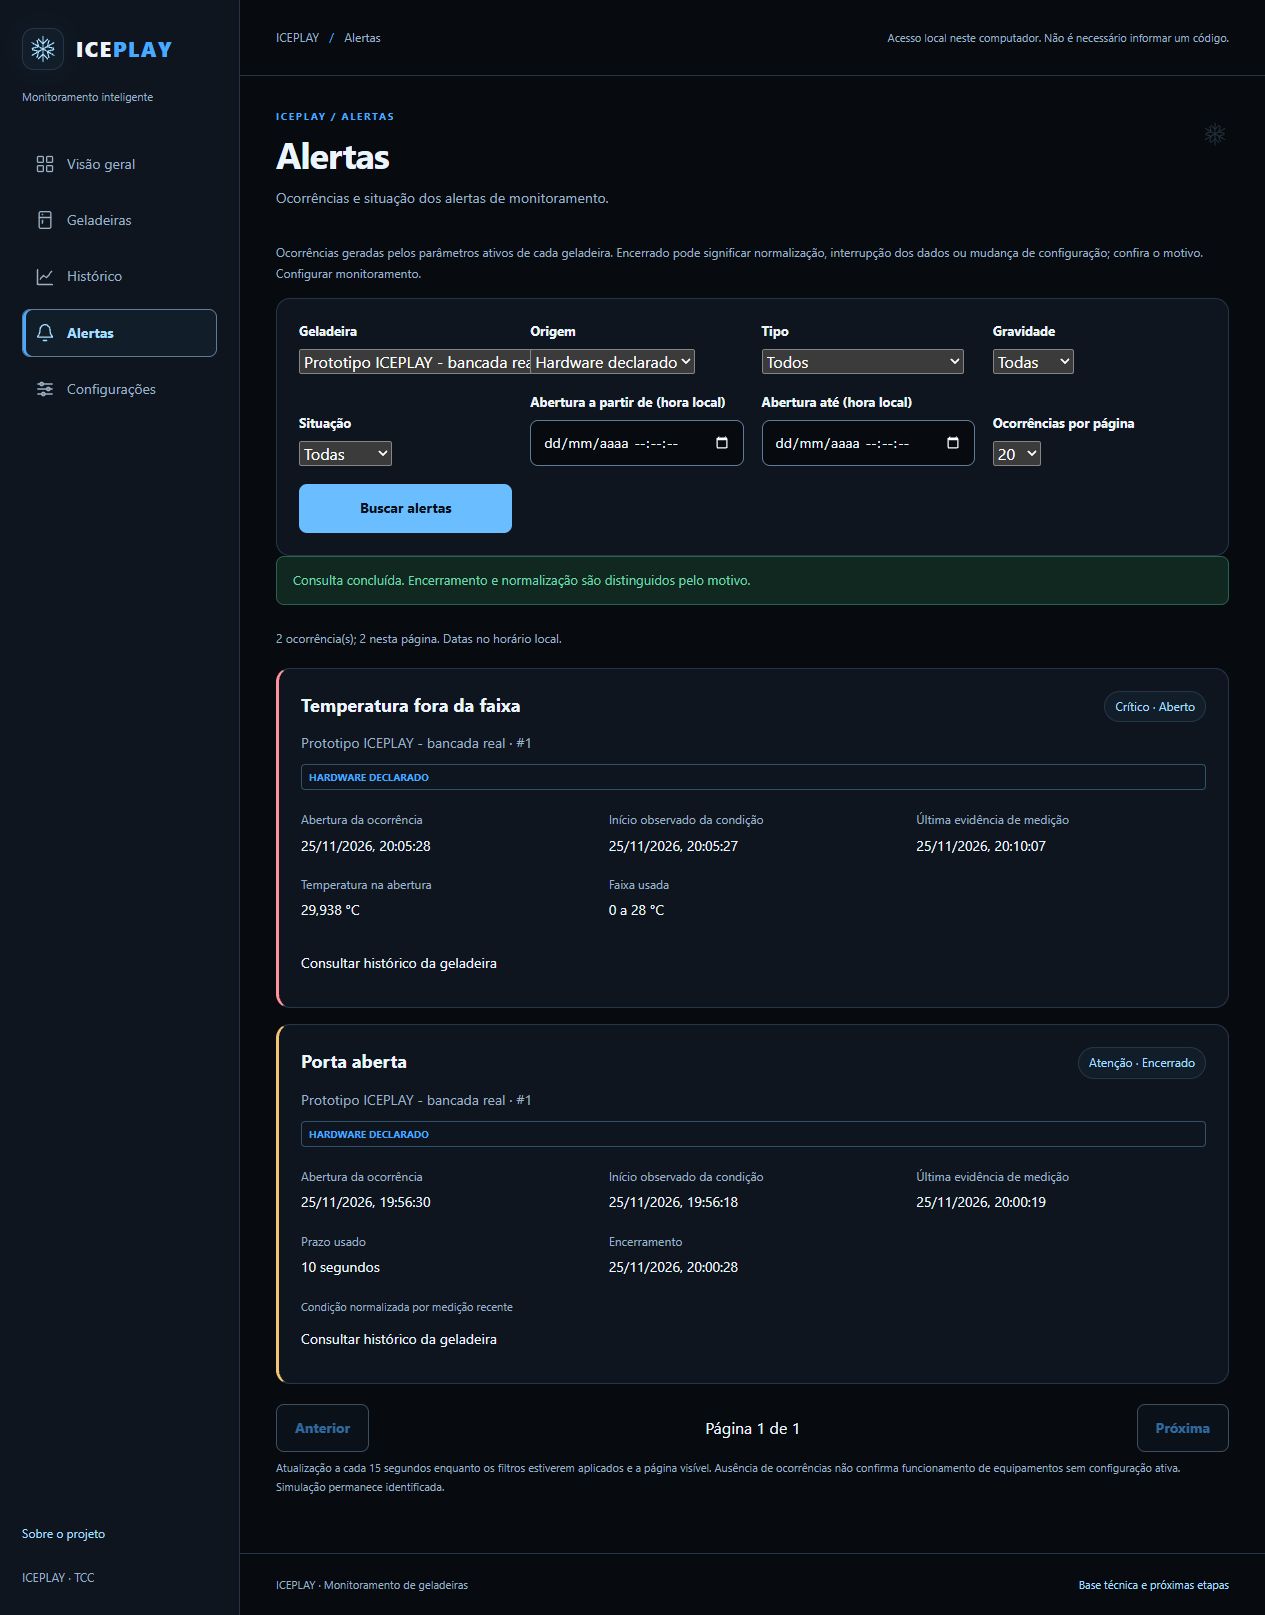 ICEPLAY
Monitoramento inteligente
Visão geral
Geladeiras
Histórico
Alertas
Configurações
Sobre o projeto
ICEPLAY · TCC
ICEPLAY / Alertas
Acesso local neste computador. Não é necessário informar um código.
ICEPLAY / ALERTAS
Alertas
Ocorrências e situação dos alertas de monitoramento.
Ocorrências geradas pelos parâmetros ativos de cada geladeira. Encerrado pode significar normalização, interrupção dos dados ou mudança de configuração; confira o motivo.
Configurar monitoramento.
Geladeira Origem Tipo Gravidade
Prototipo ICEPLAY - bancada rea Hardware declarado Todos Todas
Situação Abertura a partir de (hora local) Abertura até (hora local) Ocorrências por página
Todas dd/mm/aaaa --:--:-- dd/mm/aaaa --:--:-- 20
Buscar alertas
Consulta concluída. Encerramento e normalização são distinguidos pelo motivo.
2 ocorrência(s); 2 nesta página. Datas no horário local.
Temperatura fora da faixa Crítico · Aberto
Prototipo ICEPLAY - bancada real · #1
HARDWARE DECLARADO
Abertura da ocorrência Início observado da condição Última evidência de medição
25/11/2026, 20:05:28 25/11/2026, 20:05:27 25/11/2026, 20:10:07
Temperatura na abertura Faixa usada
29,938 °C 0 a 28 °C
Consultar histórico da geladeira
Porta aberta Atenção · Encerrado
Prototipo ICEPLAY - bancada real · #1
HARDWARE DECLARADO
Abertura da ocorrência Início observado da condição Última evidência de medição
25/11/2026, 19:56:30 25/11/2026, 19:56:18 25/11/2026, 20:00:19
Prazo usado Encerramento
10 segundos 25/11/2026, 20:00:28
Condição normalizada por medição recente
Consultar histórico da geladeira
Anterior Página 1 de 1 Próxima
Atualização a cada 15 segundos enquanto os filtros estiverem aplicados e a página visível. Ausência de ocorrências não confirma funcionamento de equipamentos sem configuração ativa.
Simulação permanece identificada.
ICEPLAY · Monitoramento de geladeiras Base técnica e próximas etapas